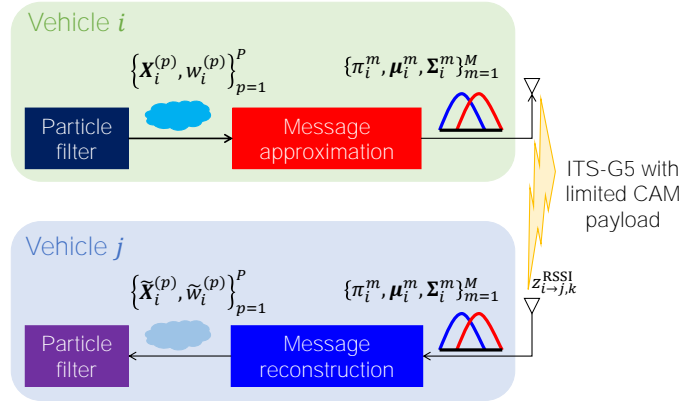 Vehicle i
{X_i^(p), w_i^(p)}_{p=1}^P
{π_i^m, μ_i^m, Σ_i^m}_{m=1}^M
Particle
filter
Message
approximation
ITS-G5 with
limited CAM
payload
Vehicle j
z_{i→j,k}^RSSI
{X̃_i^(p), w̃_i^(p)}_{p=1}^P
{π_i^m, μ_i^m, Σ_i^m}_{m=1}^M
Particle
filter
Message
reconstruction